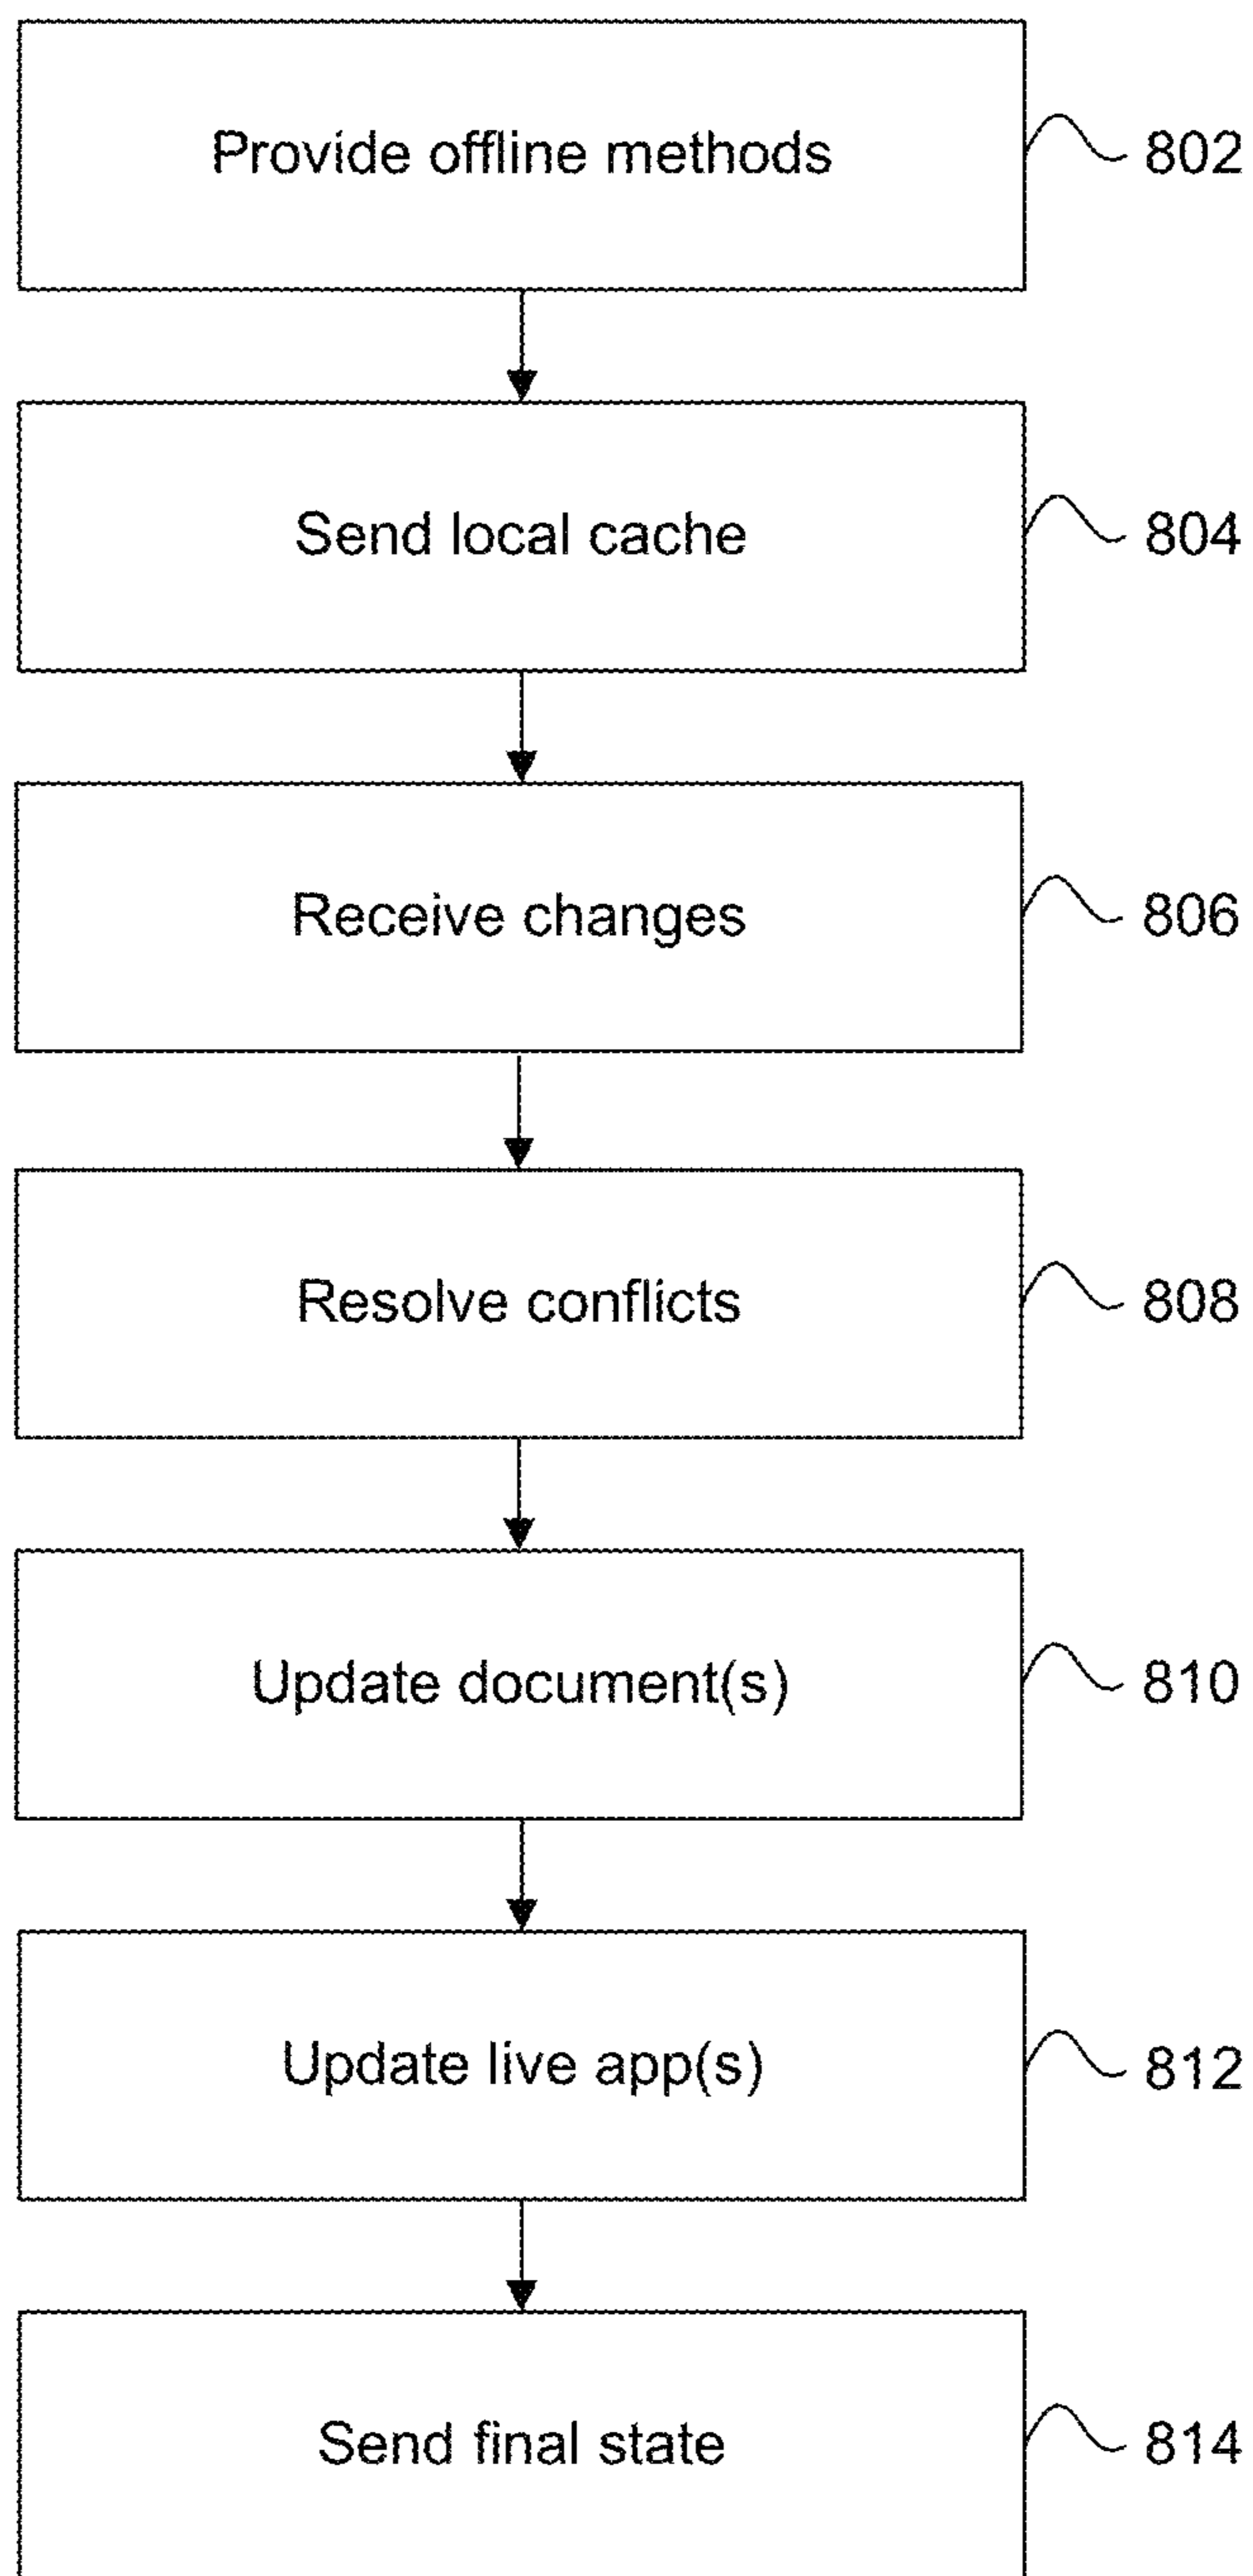 Provide offline methods
802
Send local cache
804
Receive changes
806
Resolve conflicts
808
Update document(s)
810
Update live app(s)
812
Send final state
814